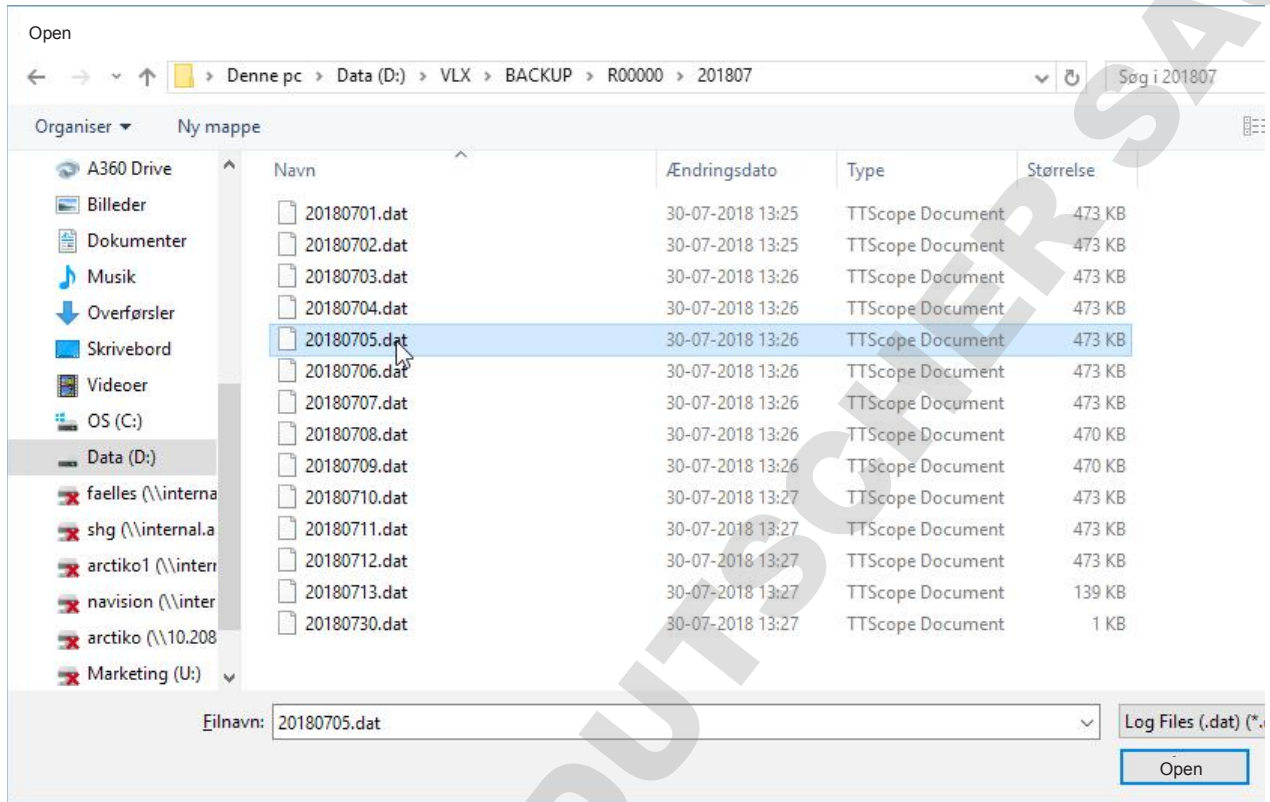 Open
Denne pc > Data (D:) > VLX > BACKUP > R00000 > 201807 Søg i 201807
Organiser Ny mappe
Navn Ændringsdato Type Størrelse
A360 Drive
Billeder
Dokumenter
Musik
Overførsler
Skrivebord
Videoer
OS (C:)
Data (D:)
faelles (\\interna
shg (\\internal.a
arctiko1 (\\interr
navision (\\inter
arctiko (\\10.208
Marketing (U:)
20180701.dat 30-07-2018 13:25 TTScope Document 473 KB
20180702.dat 30-07-2018 13:25 TTScope Document 473 KB
20180703.dat 30-07-2018 13:26 TTScope Document 473 KB
20180704.dat 30-07-2018 13:26 TTScope Document 473 KB
20180705.dat 30-07-2018 13:26 TTScope Document 473 KB
20180706.dat 30-07-2018 13:26 TTScope Document 473 KB
20180707.dat 30-07-2018 13:26 TTScope Document 473 KB
20180708.dat 30-07-2018 13:26 TTScope Document 470 KB
20180709.dat 30-07-2018 13:26 TTScope Document 470 KB
20180710.dat 30-07-2018 13:27 TTScope Document 473 KB
20180711.dat 30-07-2018 13:27 TTScope Document 473 KB
20180712.dat 30-07-2018 13:27 TTScope Document 473 KB
20180713.dat 30-07-2018 13:27 TTScope Document 139 KB
20180730.dat 30-07-2018 13:27 TTScope Document 1 KB
Filnavn: 20180705.dat Log Files (.dat) (*.
Open
DUTSCHER SA